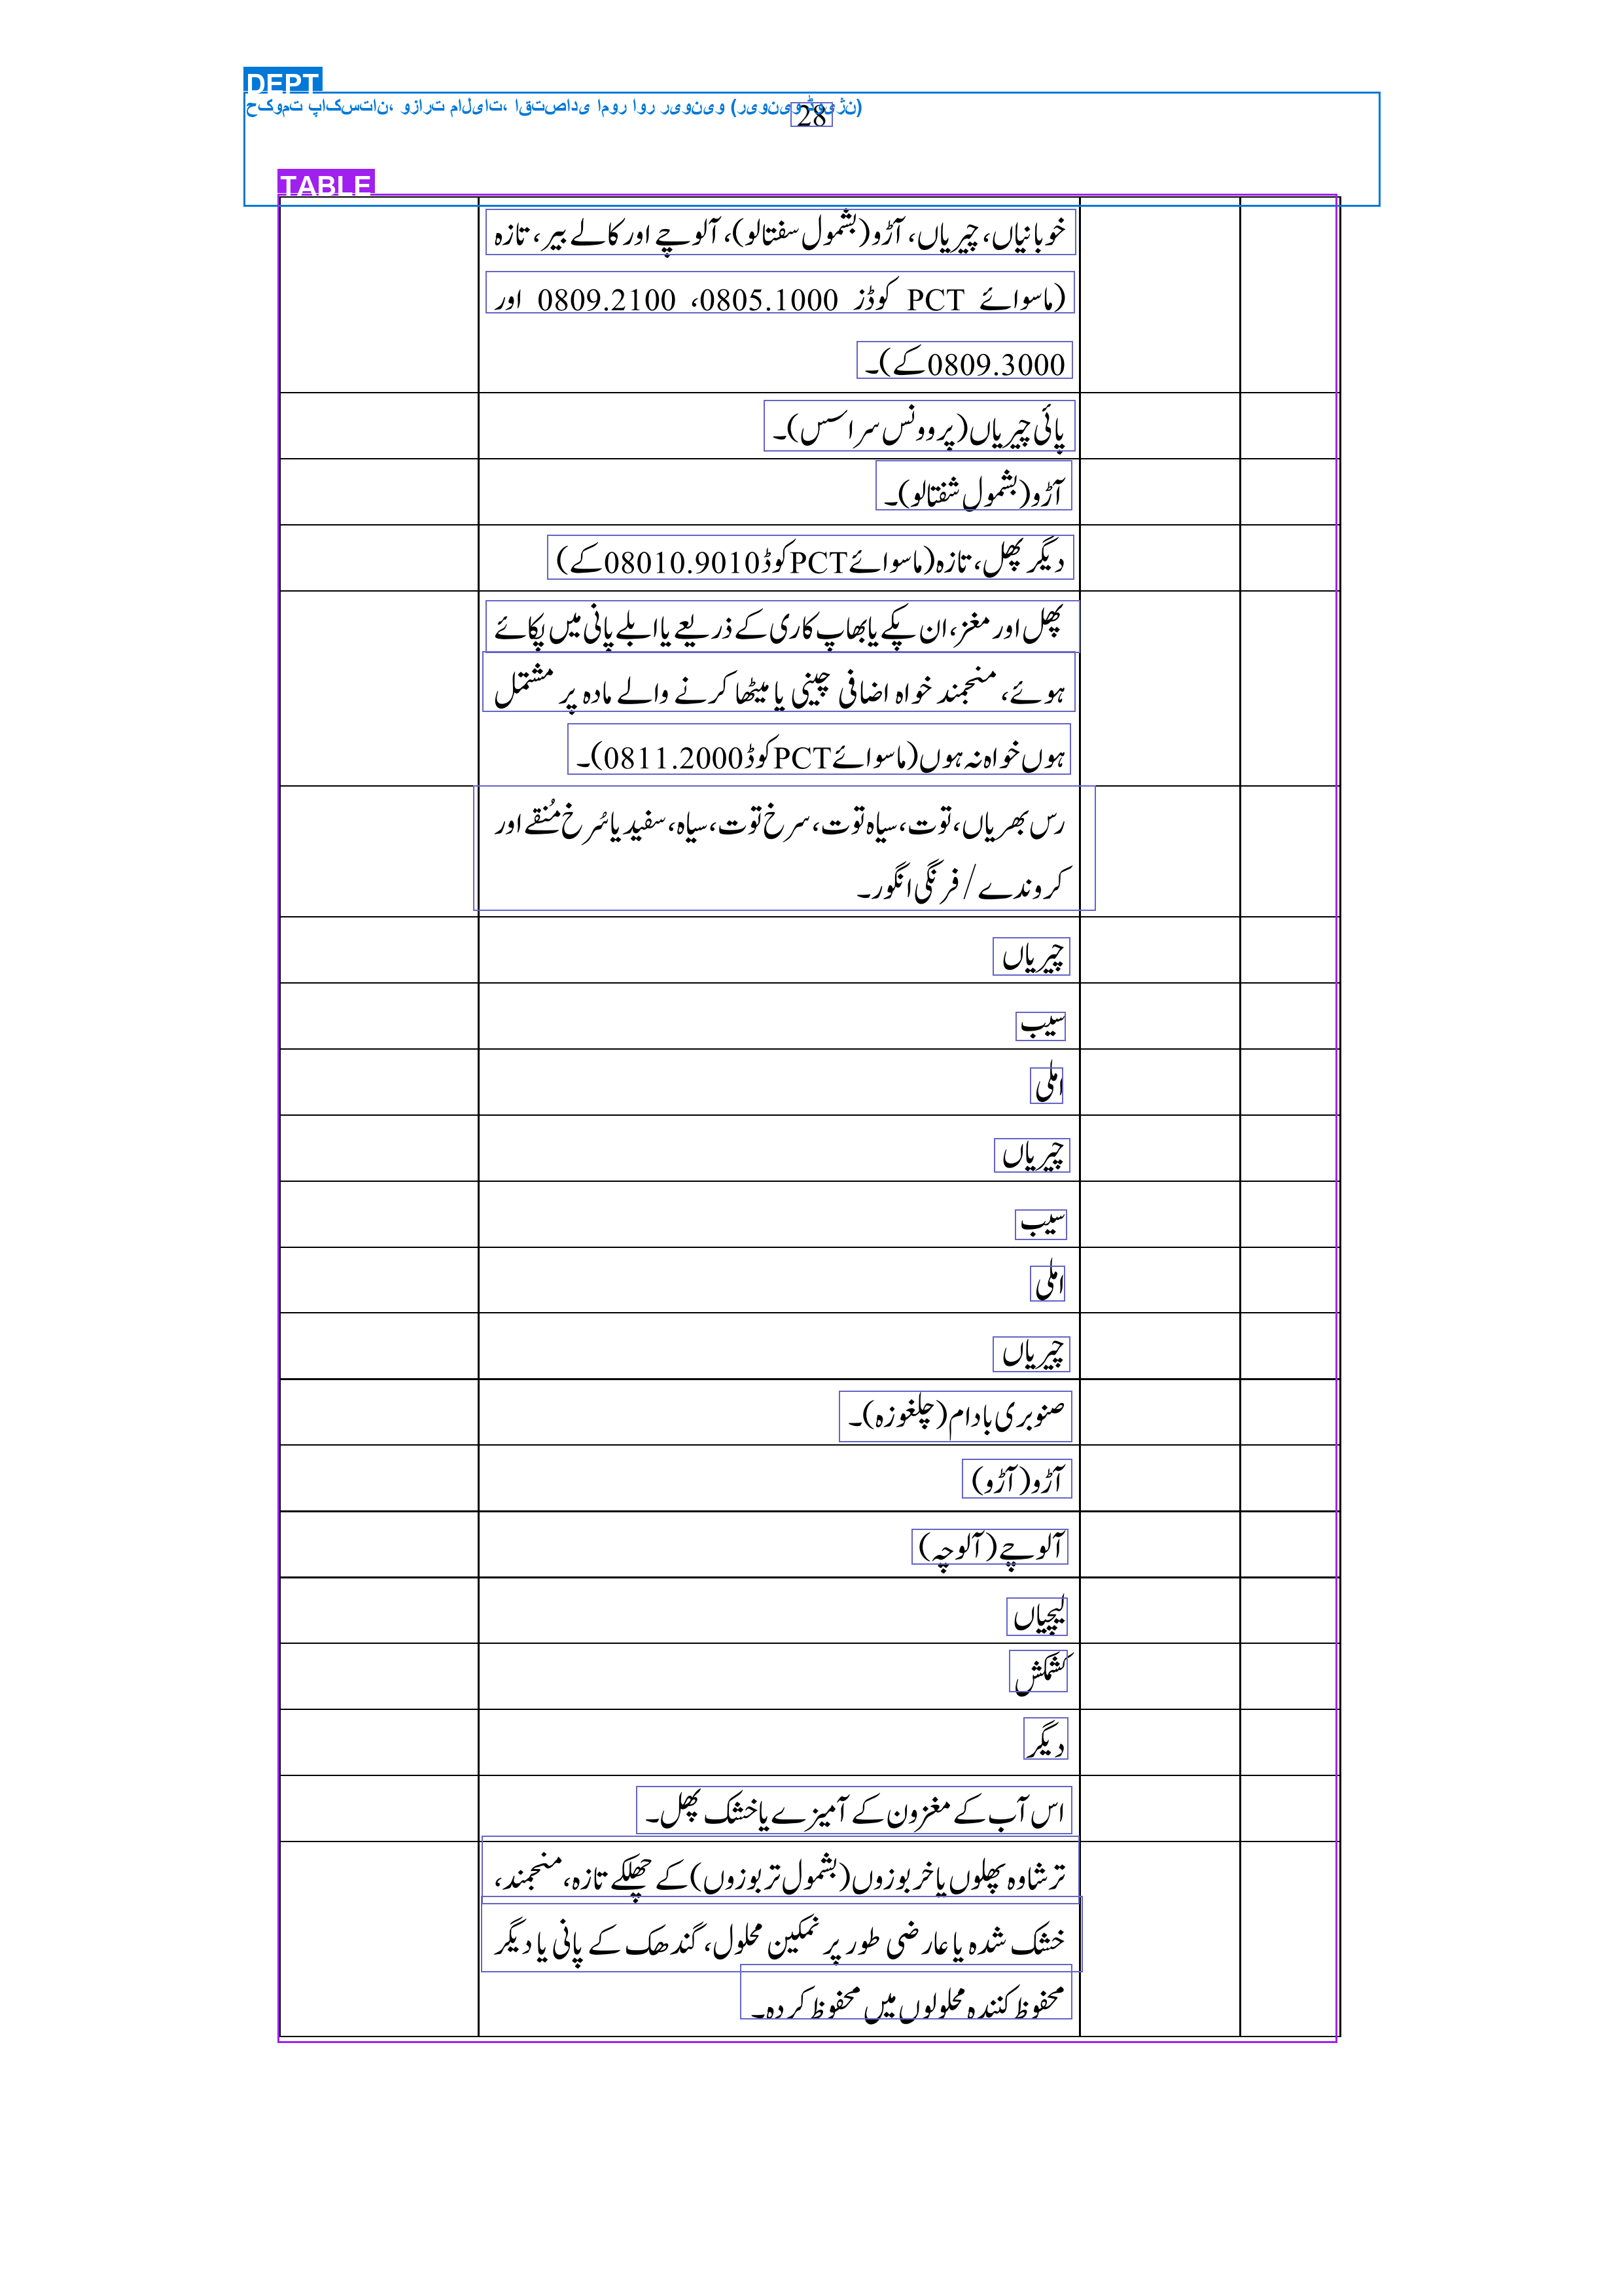 DEPT
حکومت پاکستان، وزارت مالیات، اقتصادی امور اور ریونیو (ریونیو ڈویژن)
28
TABLE
خوبانیاں، چیریاں، آڑو (بشمول سفتالو)، آلوچے اور کالے بیر، تازہ
(ماسوائے PCT کوڈز 0805.1000، 0809.2100 اور
0809.3000 کے)۔
پائی چیریاں (پروونس سراسس)۔
آڑو (بشمول شفتالو)۔
دیگر پھل، تازہ (ماسوائے PCT کوڈ 08010.9010 کے)
پھل اور مغز، ان پکے یا بھاپ کاری کے ذریعے یا ابلے پانی میں پکائے
ہوئے، منجمند خواہ اضافی چینی یا میٹھا کرنے والے مادہ پر مشتمل
ہوں خواہ نہ ہوں (ماسوائے PCT کوڈ 0811.2000)۔
رس بھریاں، توت، سیاہ توت، سرخ توت، سیاہ، سفید یا سُرخ مُنقے اور
کروندے / فرنگی انگور۔
چیریاں
سیب
املی
چیریاں
سیب
املی
چیریاں
صنوبری بادام (چلغوزہ)۔
آڑو (آڑو)
آلوچے (آلوچہ)
لیچیاں
کشمکش
دیگر
اس آب کے مغزون کے آمیزے یا خشک پھل۔
ترشاوہ پھلوں یا خربوزوں (بشمول تربوزوں) کے چھلکے تازہ، منجمند،
خشک شدہ یا عارضی طور پر نمکین محلول، گندھک کے پانی یا دیگر
محفوظ کنندہ محلولوں میں محفوظ کردہ۔